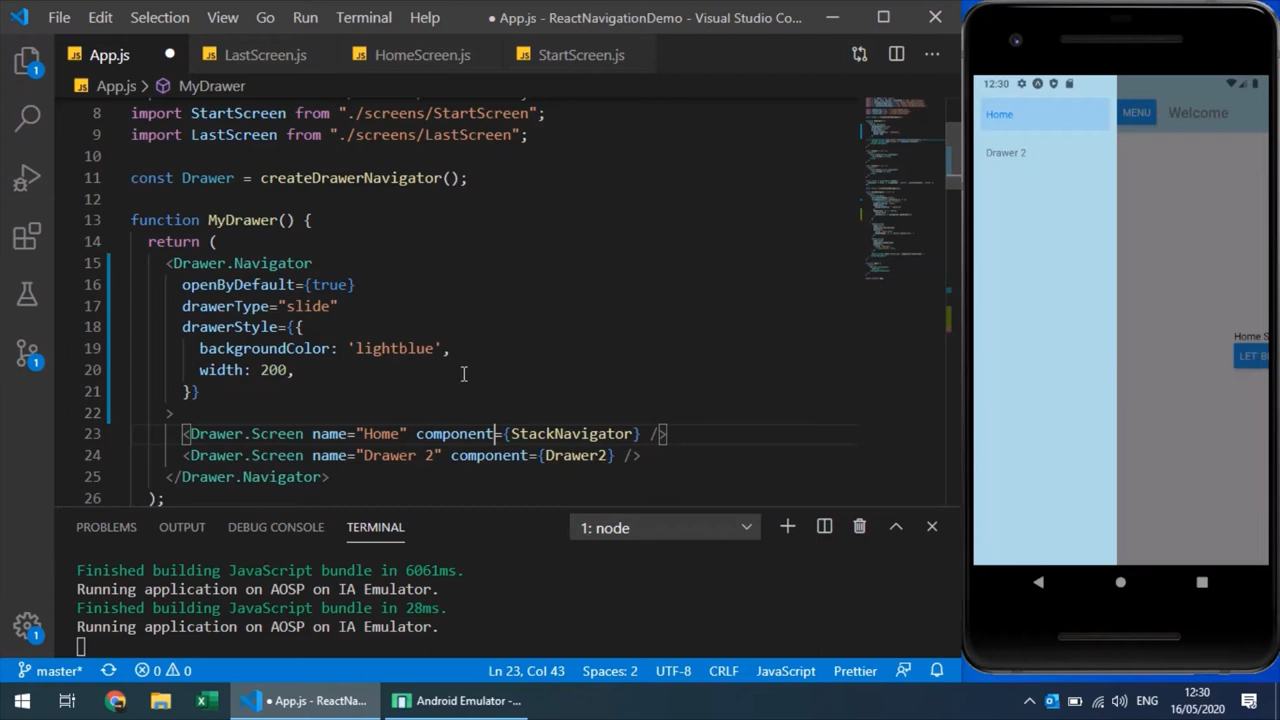 File Edit Selection View Go Run Terminal Help ● App.js - ReactNavigationDemo - Visual Studio Co...
App.js LastScreen.js HomeScreen.js StartScreen.js
App.js > MyDrawer
8 import StartScreen from "./screens/StartScreen";
9 import LastScreen from "./screens/LastScreen";
10
11 const Drawer = createDrawerNavigator();
12
13 function MyDrawer() {
14 return (
15 <Drawer.Navigator
16 openByDefault={true}
17 drawerType="slide"
18 drawerStyle={{
19 backgroundColor: 'lightblue',
20 width: 200,
21 }}
22 >
23 <Drawer.Screen name="Home" component={StackNavigator} />
24 <Drawer.Screen name="Drawer 2" component={Drawer2} />
25 </Drawer.Navigator>
26 );
PROBLEMS OUTPUT DEBUG CONSOLE TERMINAL 1: node
Finished building JavaScript bundle in 6061ms.
Running application on AOSP on IA Emulator.
Finished building JavaScript bundle in 28ms.
Running application on AOSP on IA Emulator.
master* 0 0 Ln 23, Col 43 Spaces: 2 UTF-8 CRLF JavaScript Prettier
App.js - ReactNa... Android Emulator -... ENG 12:30
16/05/2020
12:30
Home
MENU Welcome
Drawer 2
Home S
LET B
1
1
1